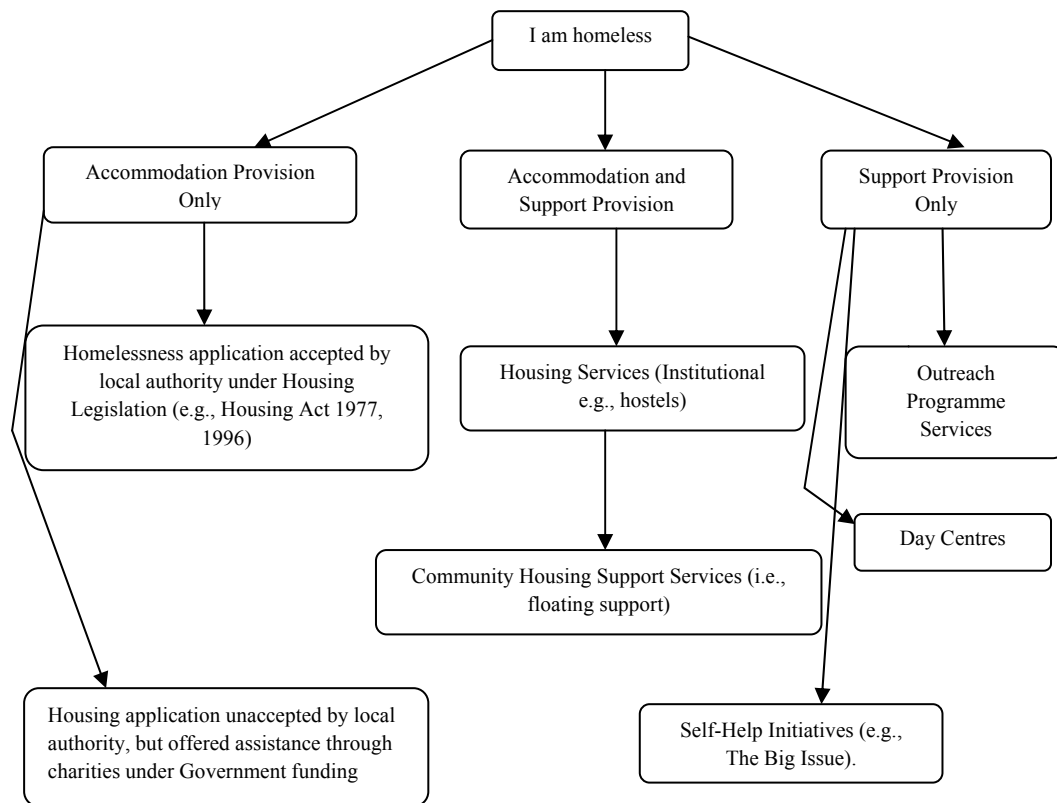 I am homeless
Accommodation Provision
Only
Accommodation and
Support Provision
Support Provision
Only
Homelessness application accepted by
local authority under Housing
Legislation (e.g., Housing Act 1977,
1996)
Housing Services (Institutional
e.g., hostels)
Outreach
Programme
Services
Day Centres
Community Housing Support Services (i.e.,
floating support)
Housing application unaccepted by local
authority, but offered assistance through
charities under Government funding
Self-Help Initiatives (e.g.,
The Big Issue).